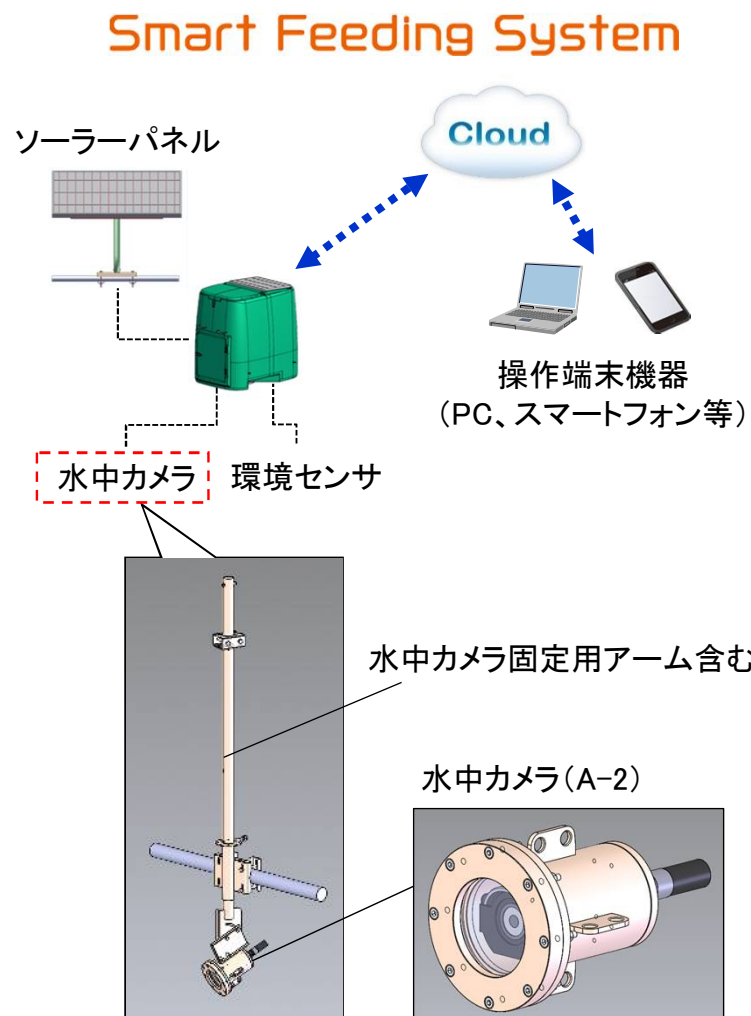 Smart Feeding System
ソーラーパネル
Cloud
操作端末機器
(PC、スマートフォン等)
水中カメラ
環境センサ
水中カメラ固定用アーム含む
水中カメラ(A-2)